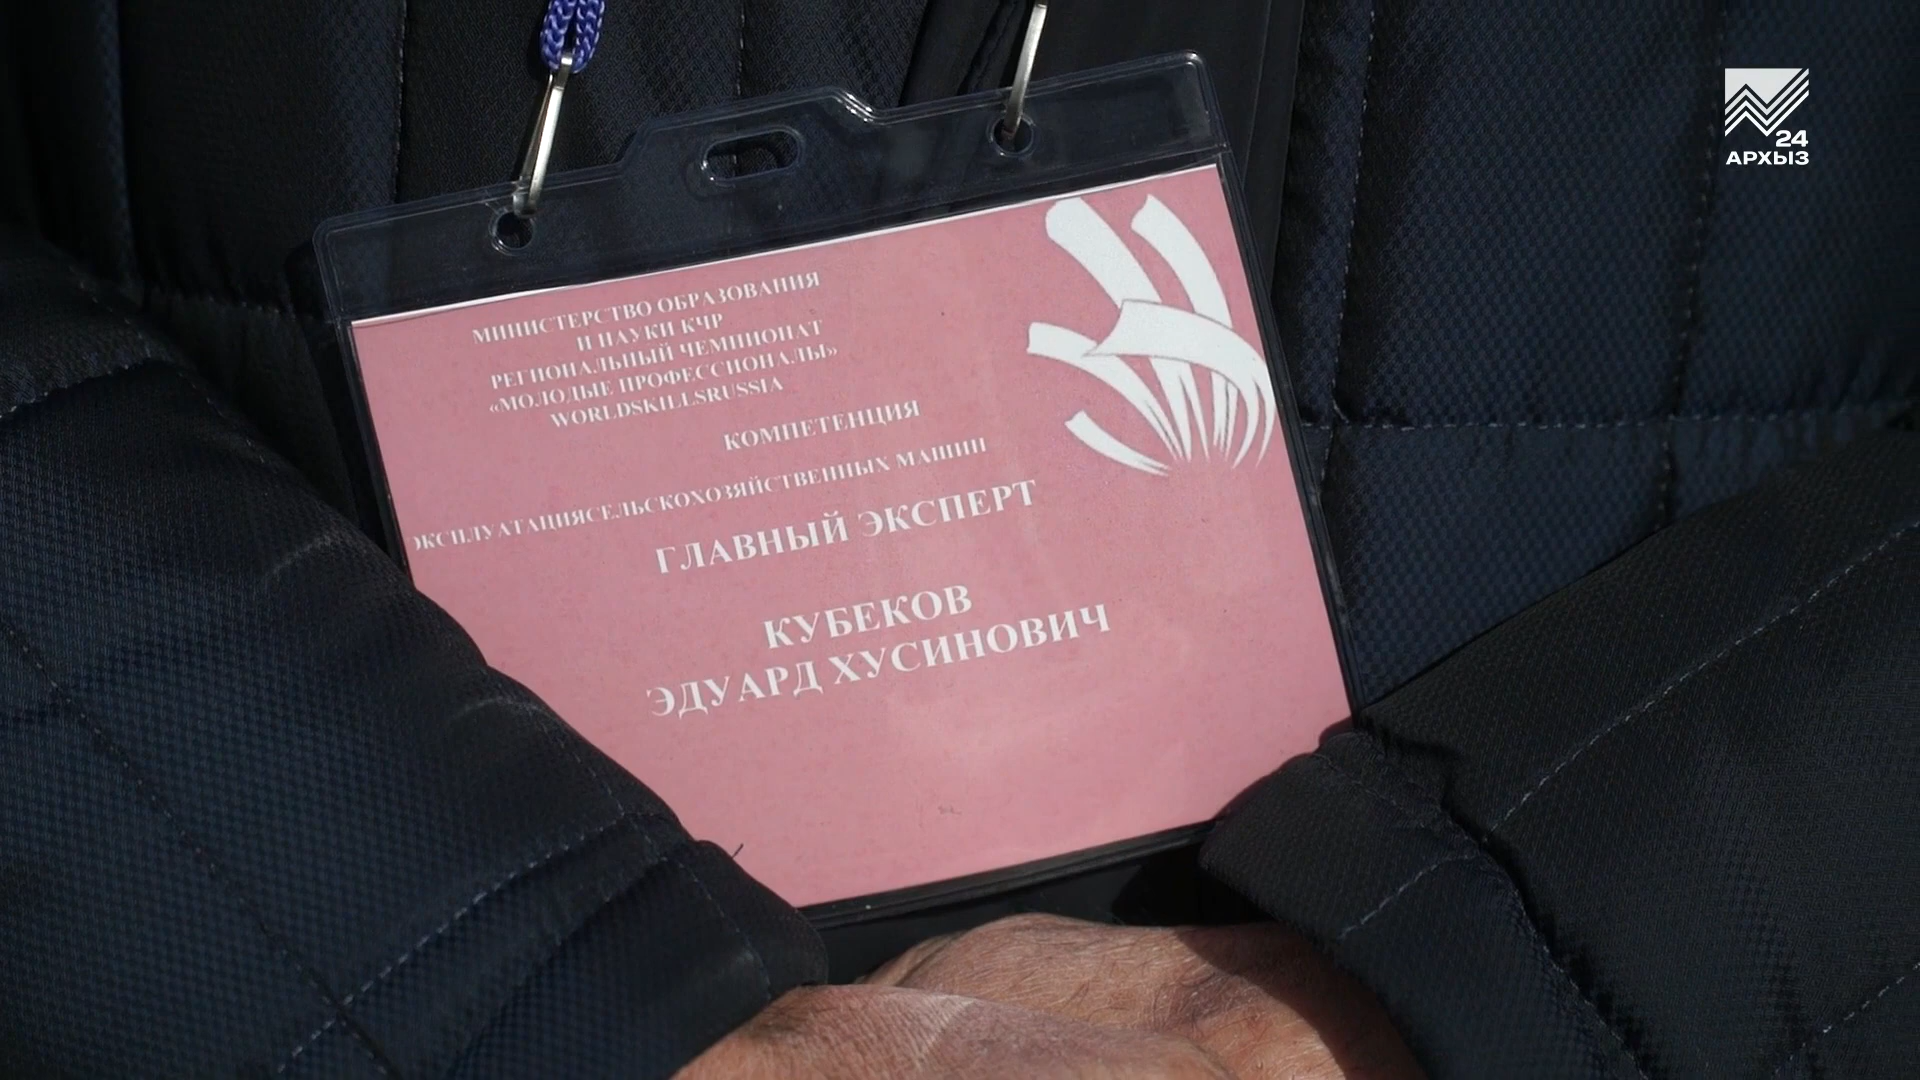 МИНИСТЕРСТВО ОБРАЗОВАНИЯ
И НАУКИ КЧР
РЕГИОНАЛЬНЫЙ ЧЕМПИОНАТ
«МОЛОДЫЕ ПРОФЕССИОНАЛЫ»
WORLDSKILLSRUSSIA
КОМПЕТЕНЦИЯ
ЭКСПЛУАТАЦИЯСЕЛЬСКОХОЗЯЙСТВЕННЫХ МАШИН
ГЛАВНЫЙ ЭКСПЕРТ
КУБЕКОВ
ЭДУАРД ХУСИНОВИЧ
24
АРХЫЗ